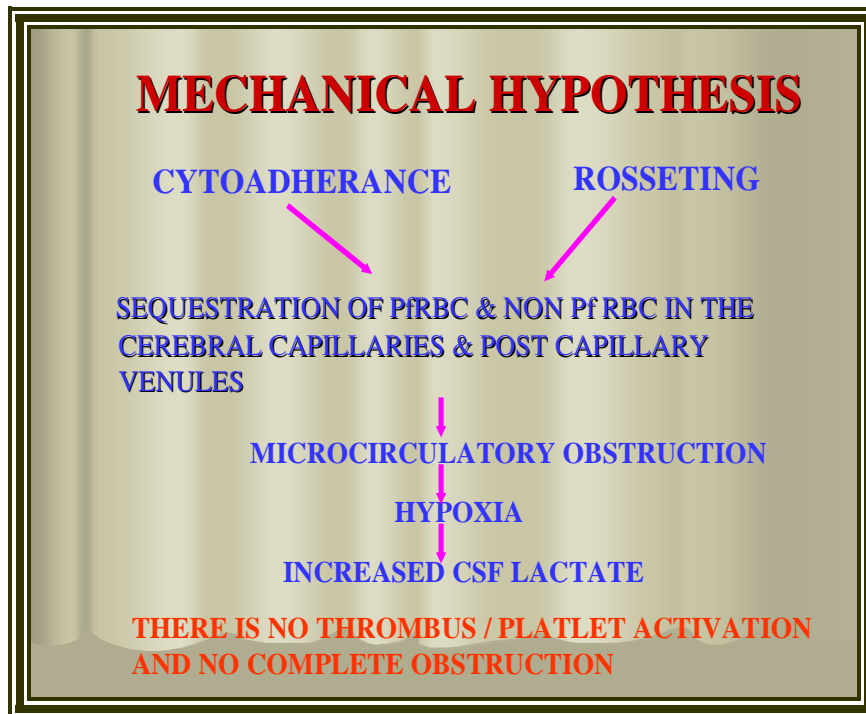 MECHANICAL HYPOTHESIS
CYTOADHERANCE ROSSETING
SEQUESTRATION OF PfRBC & NON Pf RBC IN THE
CEREBRAL CAPILLARIES & POST CAPILLARY
VENULES
MICROCIRCULATORY OBSTRUCTION
HYPOXIA
INCREASED CSF LACTATE
THERE IS NO THROMBUS / PLATLET ACTIVATION
AND NO COMPLETE OBSTRUCTION